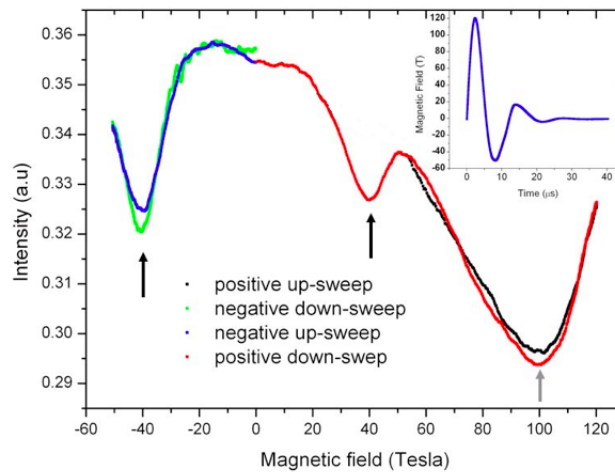 0.36
0.35
0.34
0.33
0.32
0.31
0.30
0.29
Intensity (a.u)
-60 -40 -20 0 20 40 60 80 100 120
Magnetic field (Tesla)
positive up-sweep
negative down-sweep
negative up-sweep
positive down-swep
120
100
80
60
40
20
0
-20
-40
-60
Magnetic Field (T)
0 10 20 30 40
Time (μs)